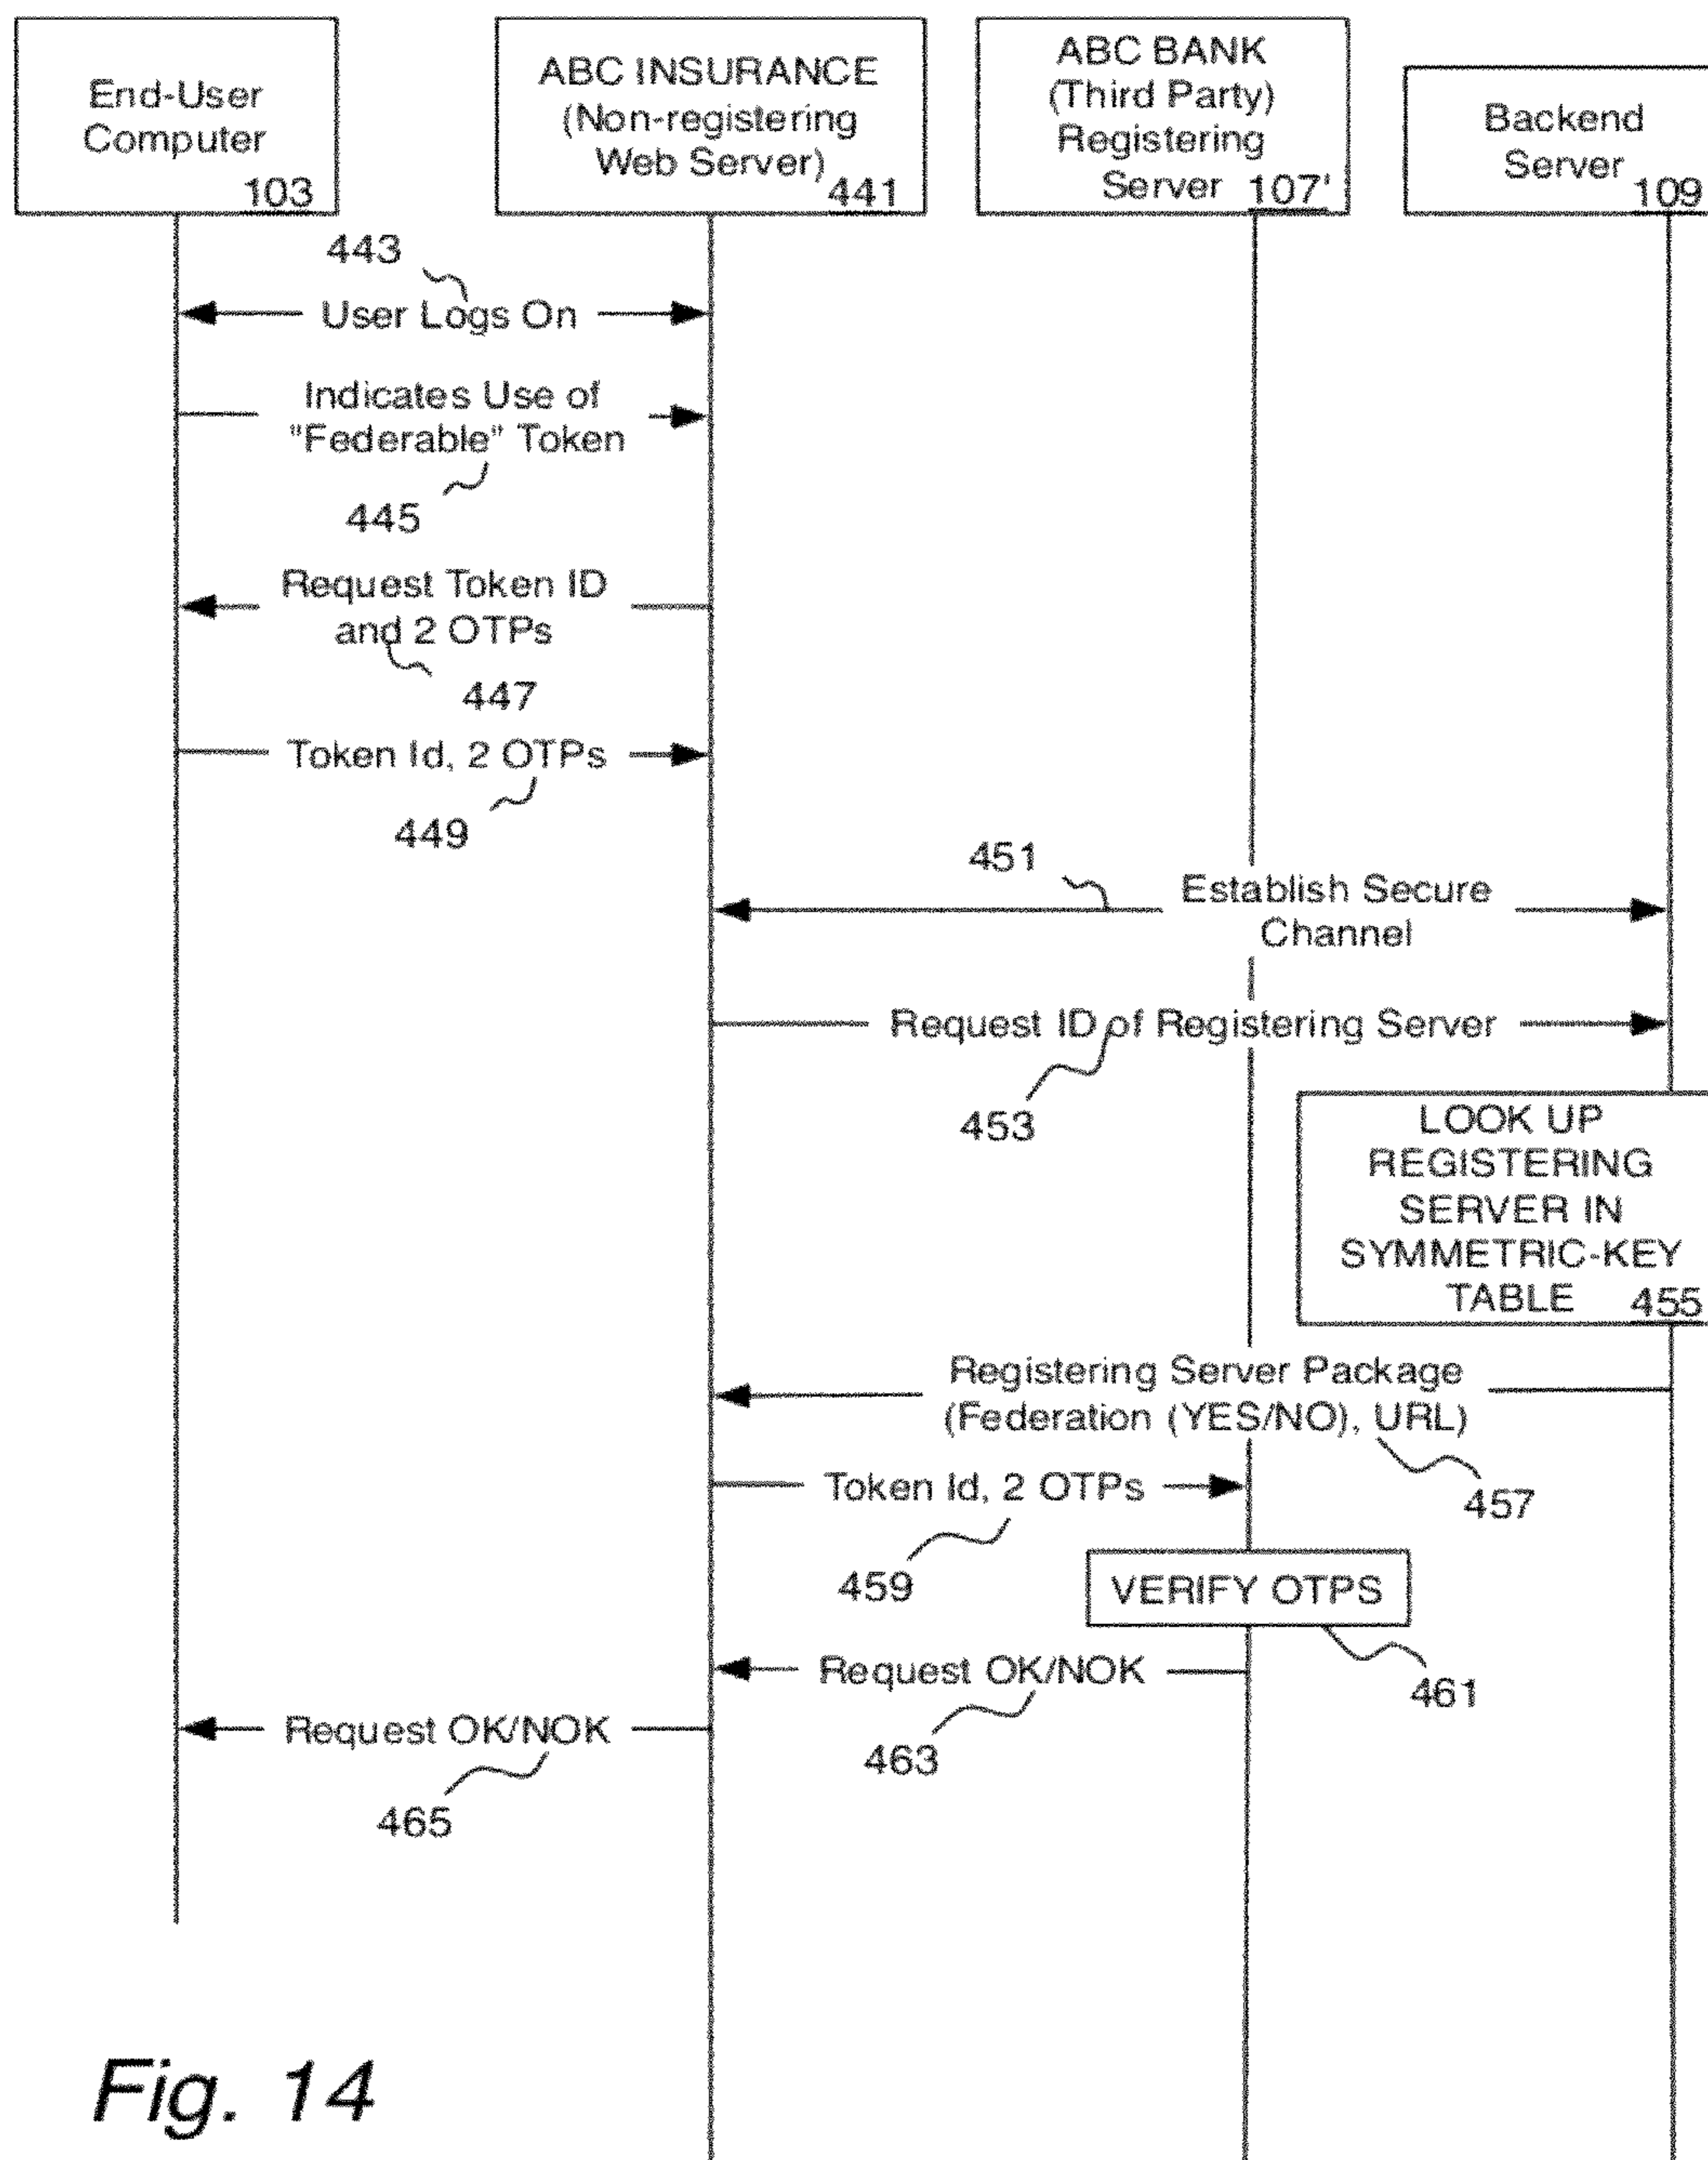 End-User
Computer
103
ABC INSURANCE
(Non-registering
Web Server)
441
ABC BANK
(Third Party)
Registering
Server 107'
Backend
Server
109
443
User Logs On
Indicates Use of
"Federable" Token
445
Request Token ID
and 2 OTPs
447
Token Id, 2 OTPs
449
451
Establish Secure
Channel
Request ID of Registering Server
453
LOOK UP
REGISTERING
SERVER IN
SYMMETRIC-KEY
TABLE 455
Registering Server Package
(Federation (YES/NO), URL)
457
Token Id, 2 OTPs
459
VERIFY OTPS
461
Request OK/NOK
463
Request OK/NOK
465
Fig. 14